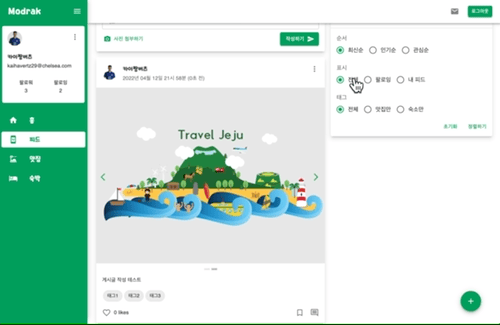 Modrak
로그아웃
카이하버츠
kaihavertz29@chelsea.com
팔로워
3
팔로잉
2
홈
피드
맛집
숙박
사진 첨부하기
작성하기
카이하버츠
2022년 04월 12일 21시 58분 (0초 전)
Travel Jeju
게시글 작성 테스트
태그1 태그2 태그3
0 likes
순서
최신순 인기순 관심순
표시
팔로잉 내 피드
태그
전체 맛집만 숙소만
초기화 정렬하기